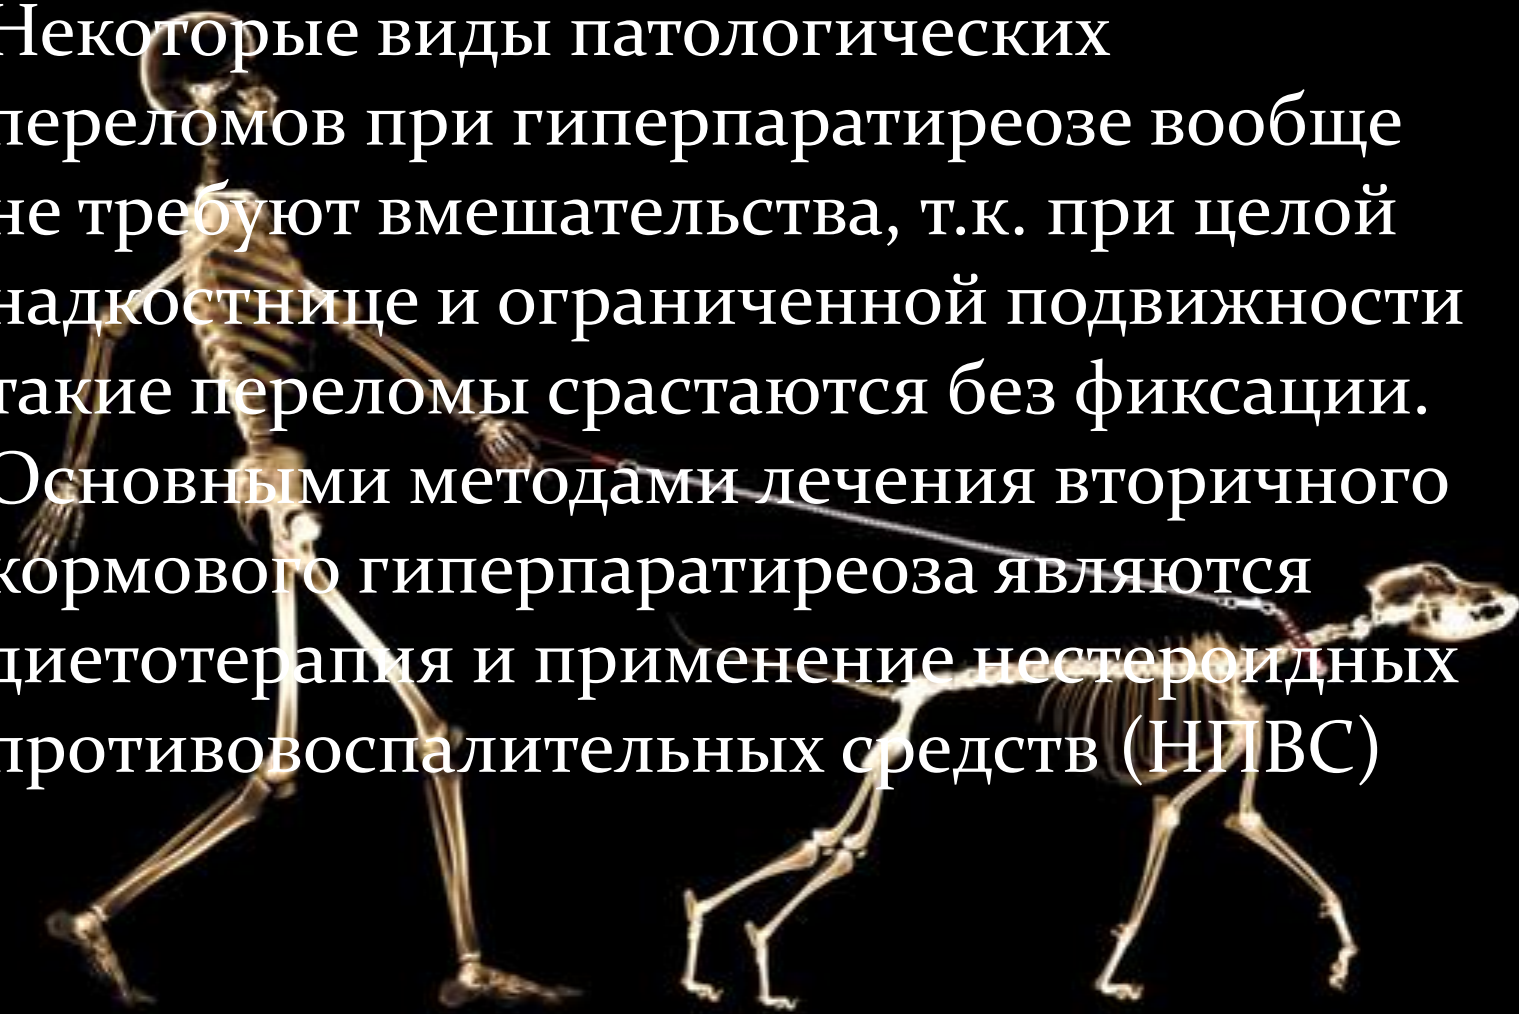 Некоторые виды патологических
переломов при гиперпаратиреозе вообще
не требуют вмешательства, т.к. при целой
надкостнице и ограниченной подвижности
такие переломы срастаются без фиксации.
Основными методами лечения вторичного
кормового гиперпаратиреоза являются
диетотерапия и применение нестероидных
противовоспалительных средств (НПВС)